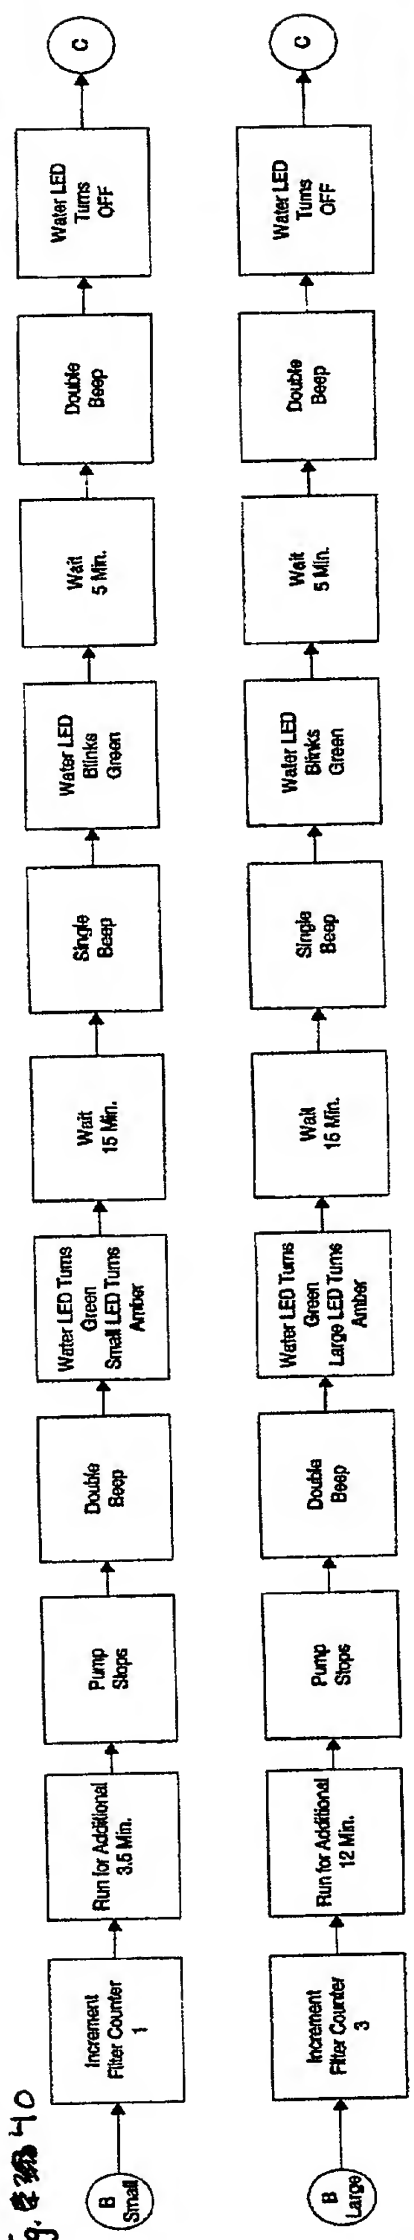 Fig. 40
B
Small
Increment
Filter Counter
1
Run for Additional
3.5 Min.
Pump
Stops
Double
Beep
Water LED Turns
Green
Small LED Turns
Amber
Wait
15 Min.
Single
Beep
Water LED
Blinks
Green
Wait
5 Min.
Double
Beep
Water LED
Turns
OFF
C
B
Large
Increment
Filter Counter
3
Run for Additional
12 Min.
Pump
Stops
Double
Beep
Water LED Turns
Green
Large LED Turns
Amber
Wait
15 Min.
Single
Beep
Water LED
Blinks
Green
Wait
5 Min.
Double
Beep
Water LED
Turns
OFF
C